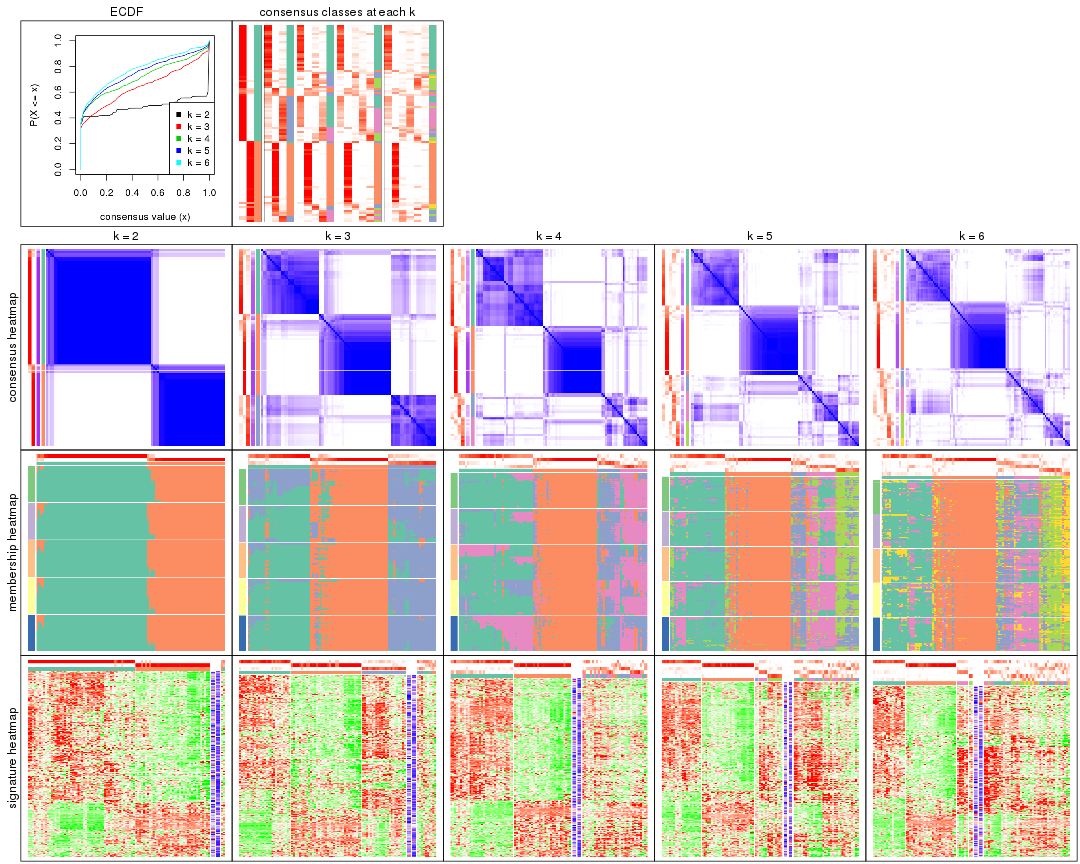 ECDF
consensus classes at each k
P(X <= x)
0.0 0.2 0.4 0.6 0.8 1.0
k = 2
k = 3
k = 4
k = 5
k = 6
0.0 0.2 0.4 0.6 0.8 1.0
consensus value (x)
k = 2
k = 3
k = 4
k = 5
k = 6
consensus heatmap
membership heatmap
signature heatmap